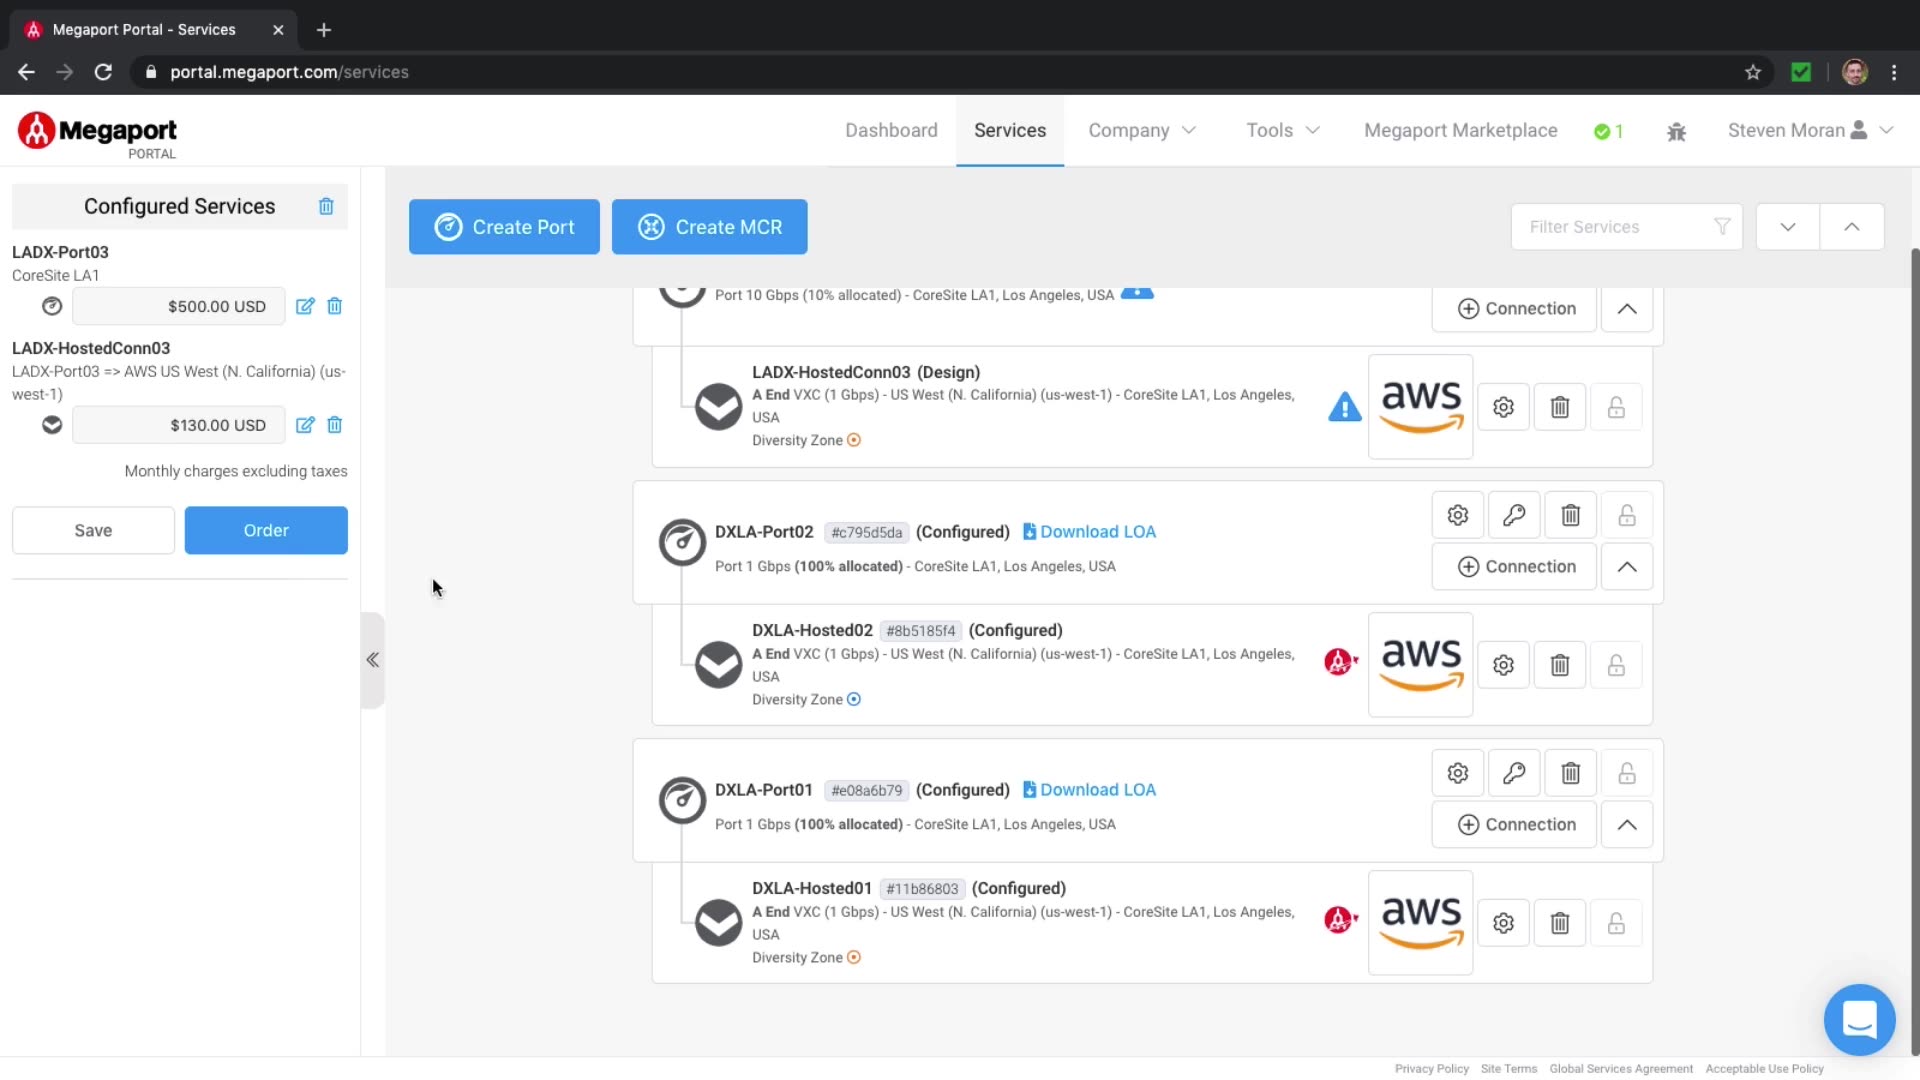 Megaport Portal - Services
portal.megaport.com/services
Megaport
PORTAL
Dashboard
Services
Company
Tools
Megaport Marketplace
1
Steven Moran
Configured Services
LADX-Port03
CoreSite LA1
$500.00 USD
LADX-HostedConn03
LADX-Port03 => AWS US West (N. California) (us-
west-1)
$130.00 USD
Monthly charges excluding taxes
Save
Order
Create Port
Create MCR
Filter Services
Port 10 Gbps (10% allocated) - CoreSite LA1, Los Angeles, USA
Connection
LADX-HostedConn03 (Design)
A End VXC (1 Gbps) - US West (N. California) (us-west-1) - CoreSite LA1, Los Angeles,
USA
Diversity Zone
aws
DXLA-Port02 #c795d5da (Configured) Download LOA
Port 1 Gbps (100% allocated) - CoreSite LA1, Los Angeles, USA
Connection
DXLA-Hosted02 #8b5185f4 (Configured)
A End VXC (1 Gbps) - US West (N. California) (us-west-1) - CoreSite LA1, Los Angeles,
USA
Diversity Zone
aws
DXLA-Port01 #e08a6b79 (Configured) Download LOA
Port 1 Gbps (100% allocated) - CoreSite LA1, Los Angeles, USA
Connection
DXLA-Hosted01 #11b86803 (Configured)
A End VXC (1 Gbps) - US West (N. California) (us-west-1) - CoreSite LA1, Los Angeles,
USA
Diversity Zone
aws
Privacy Policy Site Terms Global Services Agreement Acceptable Use Policy